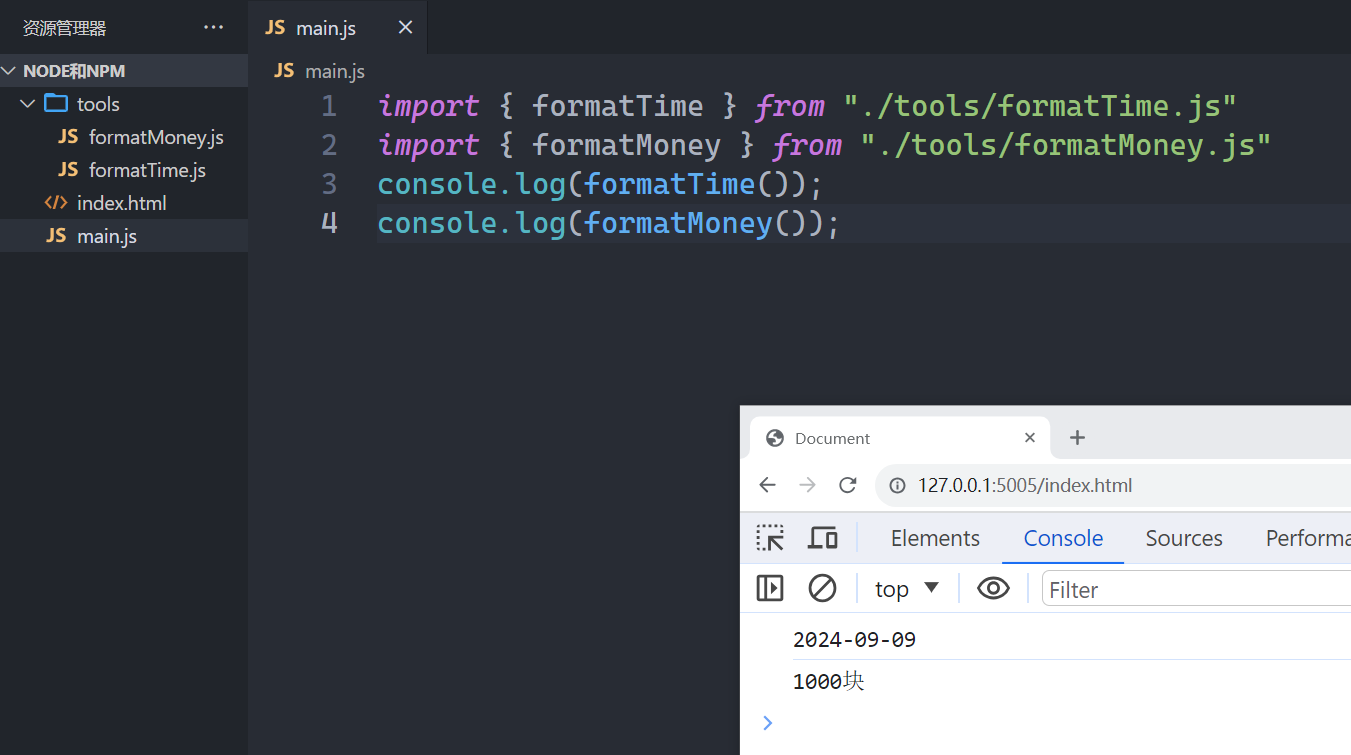 资源管理器 ···
NODE和NPM
tools
JS formatMoney.js
JS formatTime.js
</> index.html
JS main.js
JS main.js
JS main.js
1 import { formatTime } from "./tools/formatTime.js"
2 import { formatMoney } from "./tools/formatMoney.js"
3 console.log(formatTime());
4 console.log(formatMoney());
Document
127.0.0.1:5005/index.html
Elements Console Sources Performa
top Filter
2024-09-09
1000块